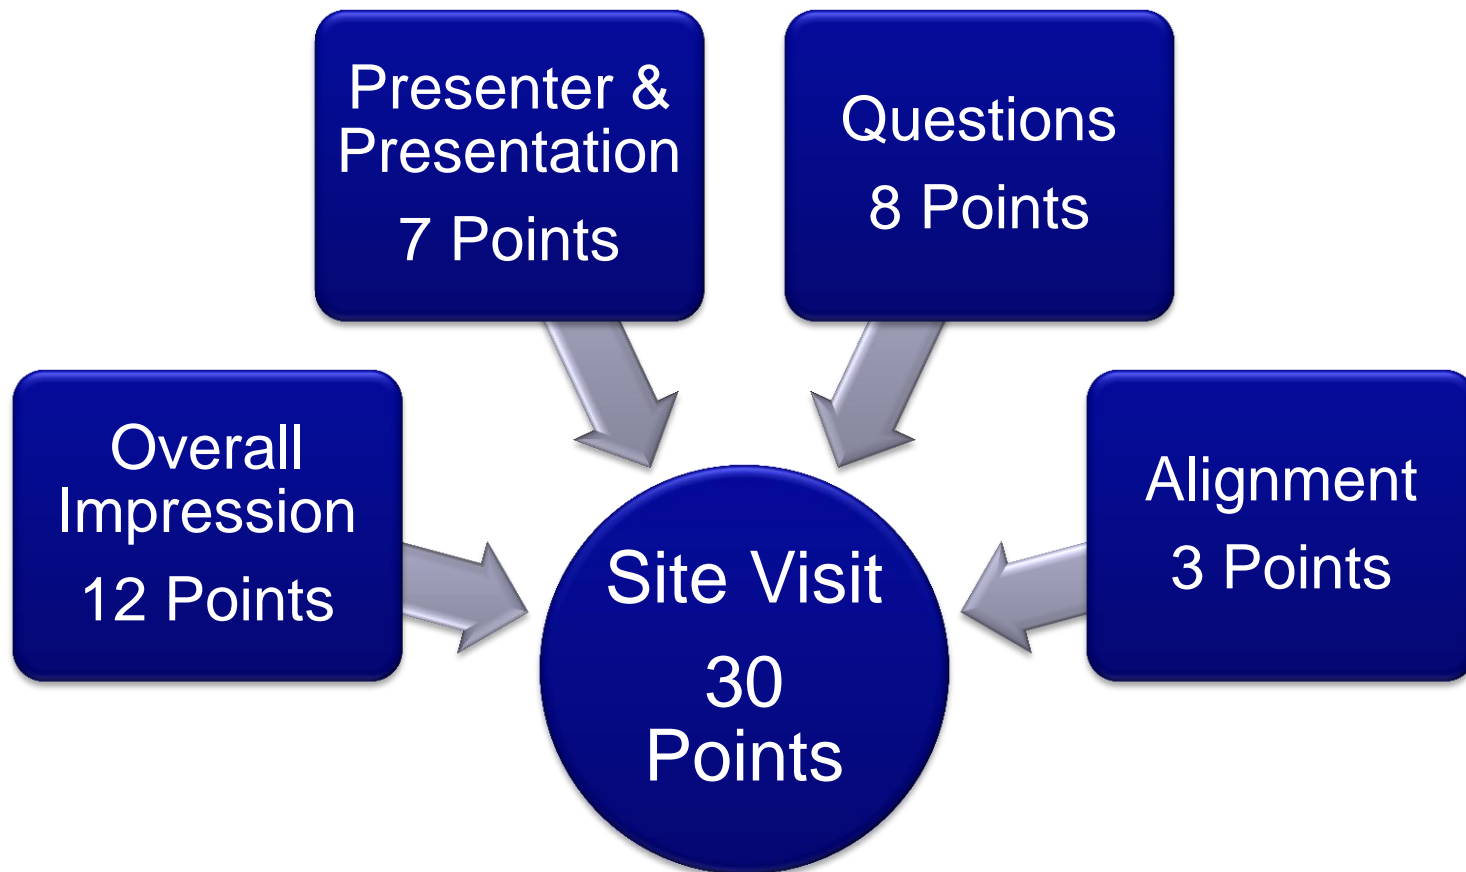 Presenter &
Presentation
7 Points
Questions
8 Points
Overall
Impression
12 Points
Alignment
3 Points
Site Visit
30
Points